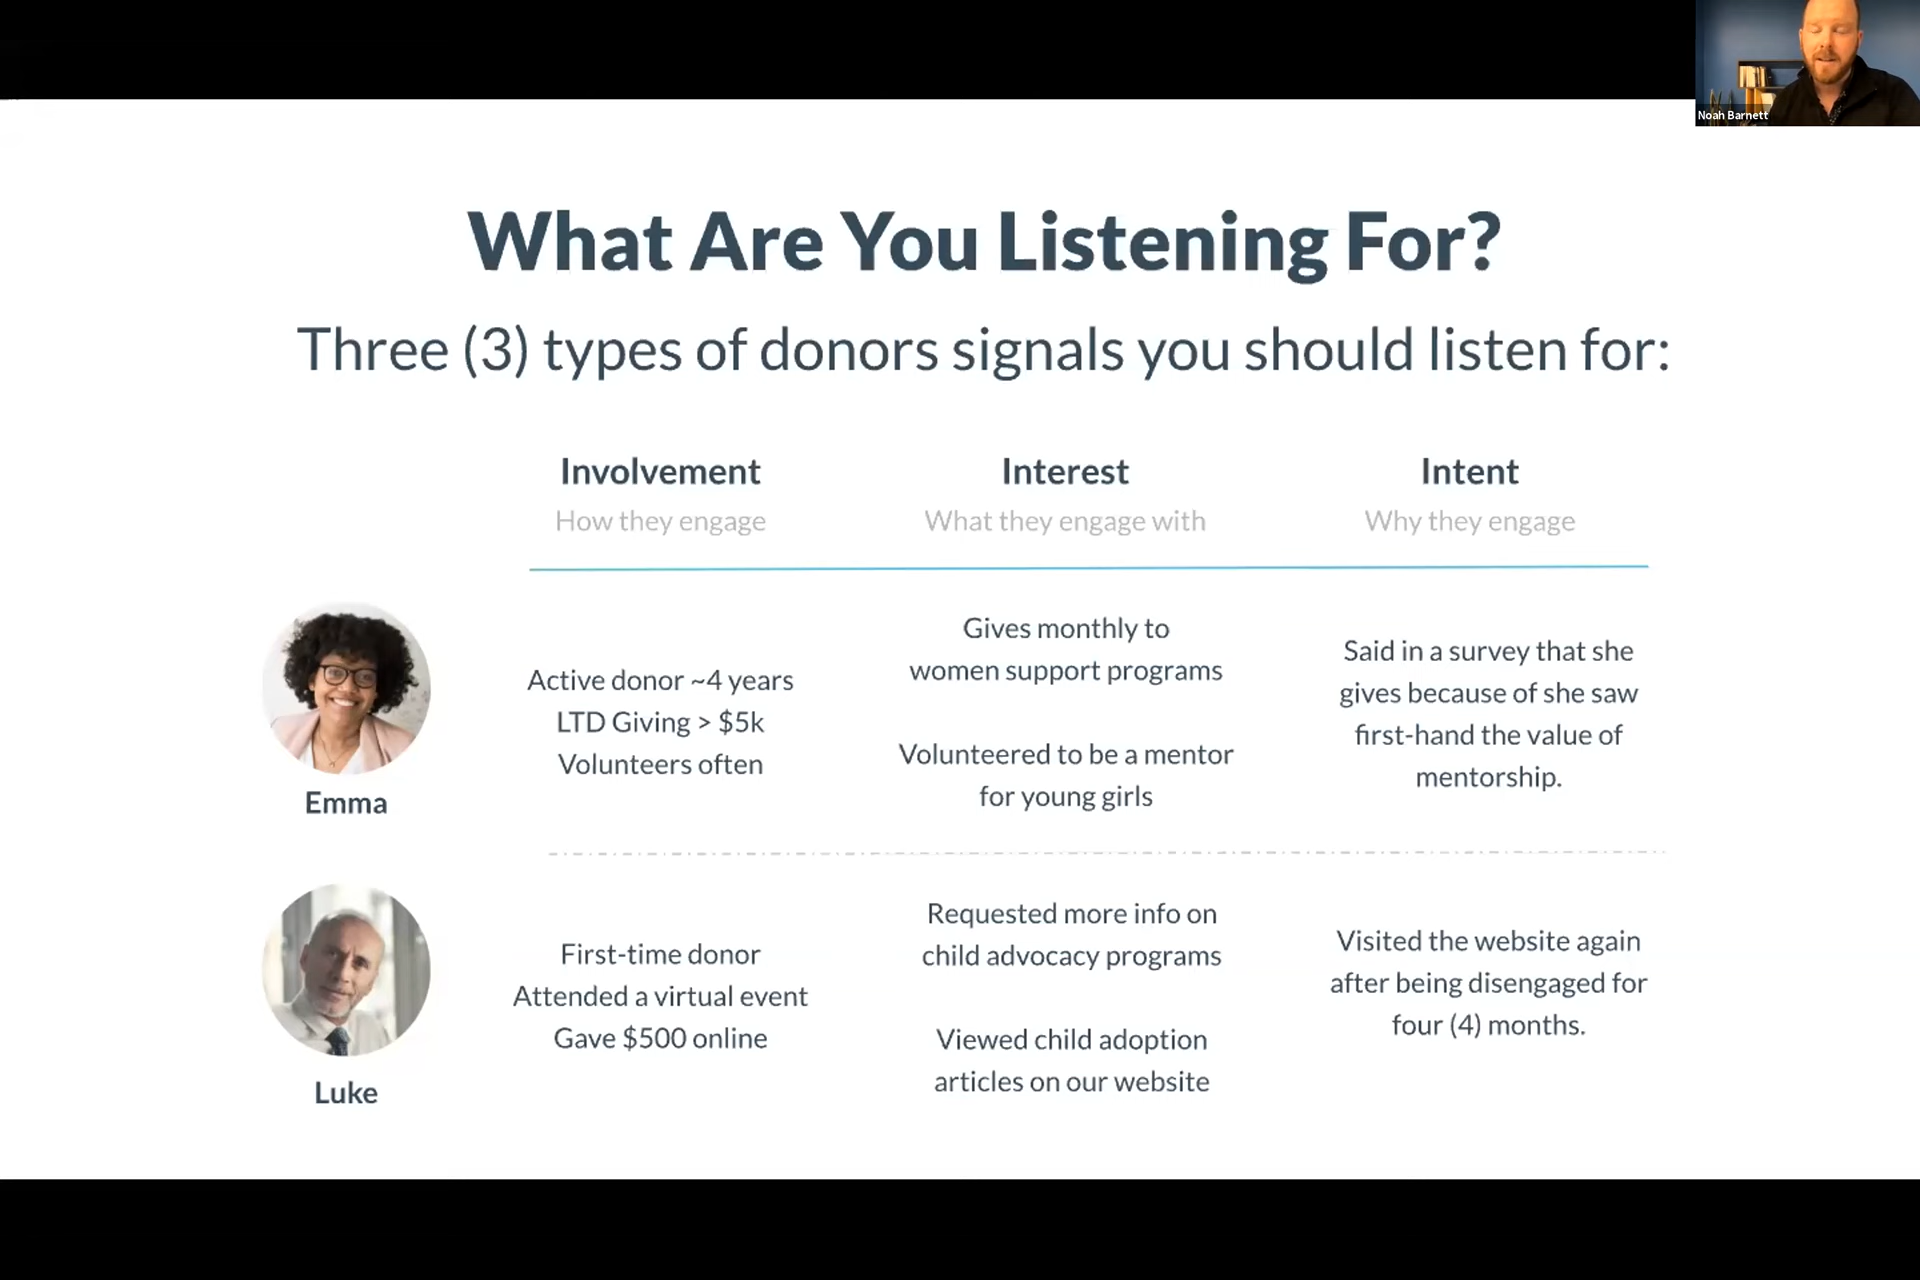 Noah Barnett
What Are You Listening For?
Three (3) types of donors signals you should listen for:
Involvement
How they engage
Interest
What they engage with
Intent
Why they engage
Emma
Active donor ~4 years
LTD Giving > $5k
Volunteers often
Gives monthly to
women support programs
Volunteered to be a mentor
for young girls
Said in a survey that she
gives because of she saw
first-hand the value of
mentorship.
Luke
First-time donor
Attended a virtual event
Gave $500 online
Requested more info on
child advocacy programs
Viewed child adoption
articles on our website
Visited the website again
after being disengaged for
four (4) months.